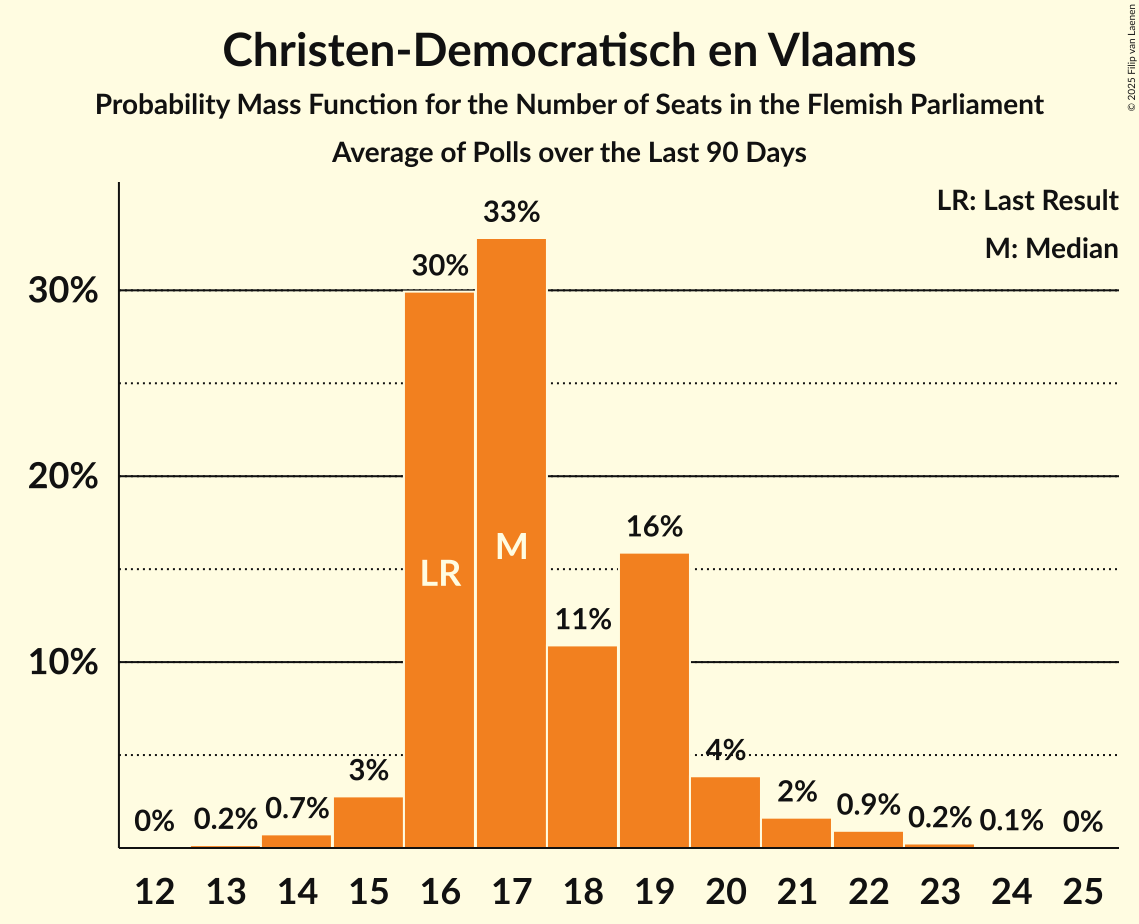 Christen-Democratisch en Vlaams
Probability Mass Function for the Number of Seats in the Flemish Parliament
Average of Polls over the Last 90 Days
© 2025 Filip van Laenen
LR: Last Result
M: Median
33%
30%
30%
20%
16%
M
LR
11%
10%
4%
3%
2%
0.9%
0.7%
0% 0.2% 0.2% 0.1% 0%
12 13 14 15 16 17 18 19 20 21 22 23 24 25